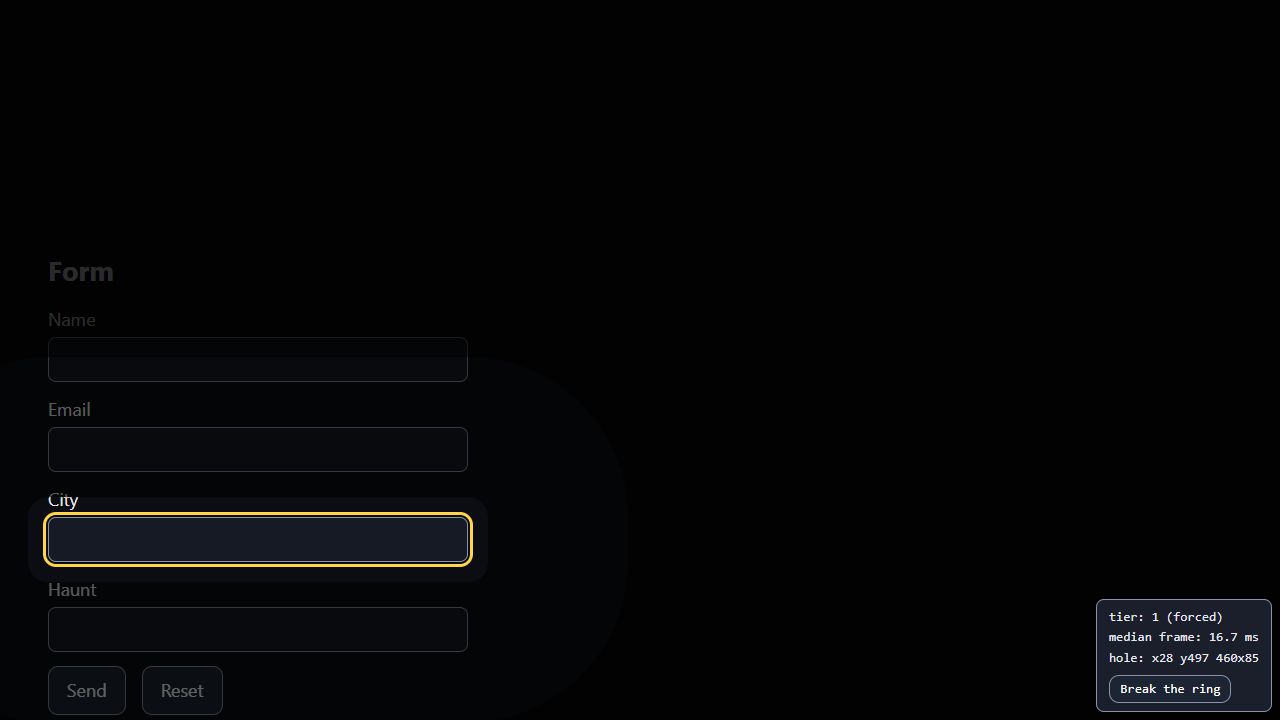 Form
Name
Email
City
Haunt
Send Reset
tier: 1 (forced)
median frame: 16.7 ms
hole: x28 y497 460x85
Break the ring